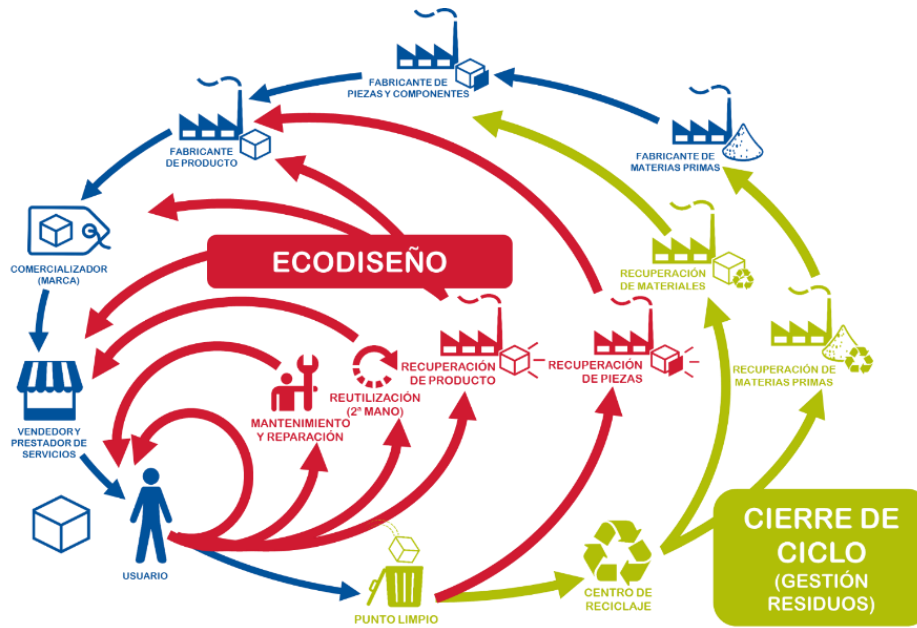 FABRICANTE DE
PIEZAS Y COMPONENTES
FABRICANTE
DE PRODUCTO
FABRICANTE DE
MATERIAS PRIMAS
COMERCIALIZADOR
(MARCA)
ECODISEÑO
RECUPERACIÓN
DE MATERIALES
RECUPERACIÓN
DE PRODUCTO
RECUPERACIÓN
DE PIEZAS
RECUPERACIÓN DE
MATERIAS PRIMAS
REUTILIZACIÓN
(2ª MANO)
MANTENIMIENTO
Y REPARACIÓN
VENDEDOR Y
PRESTADOR DE
SERVICIOS
USUARIO
PUNTO LIMPIO
CENTRO DE
RECICLAJE
CIERRE DE
CICLO
(GESTIÓN
RESIDUOS)